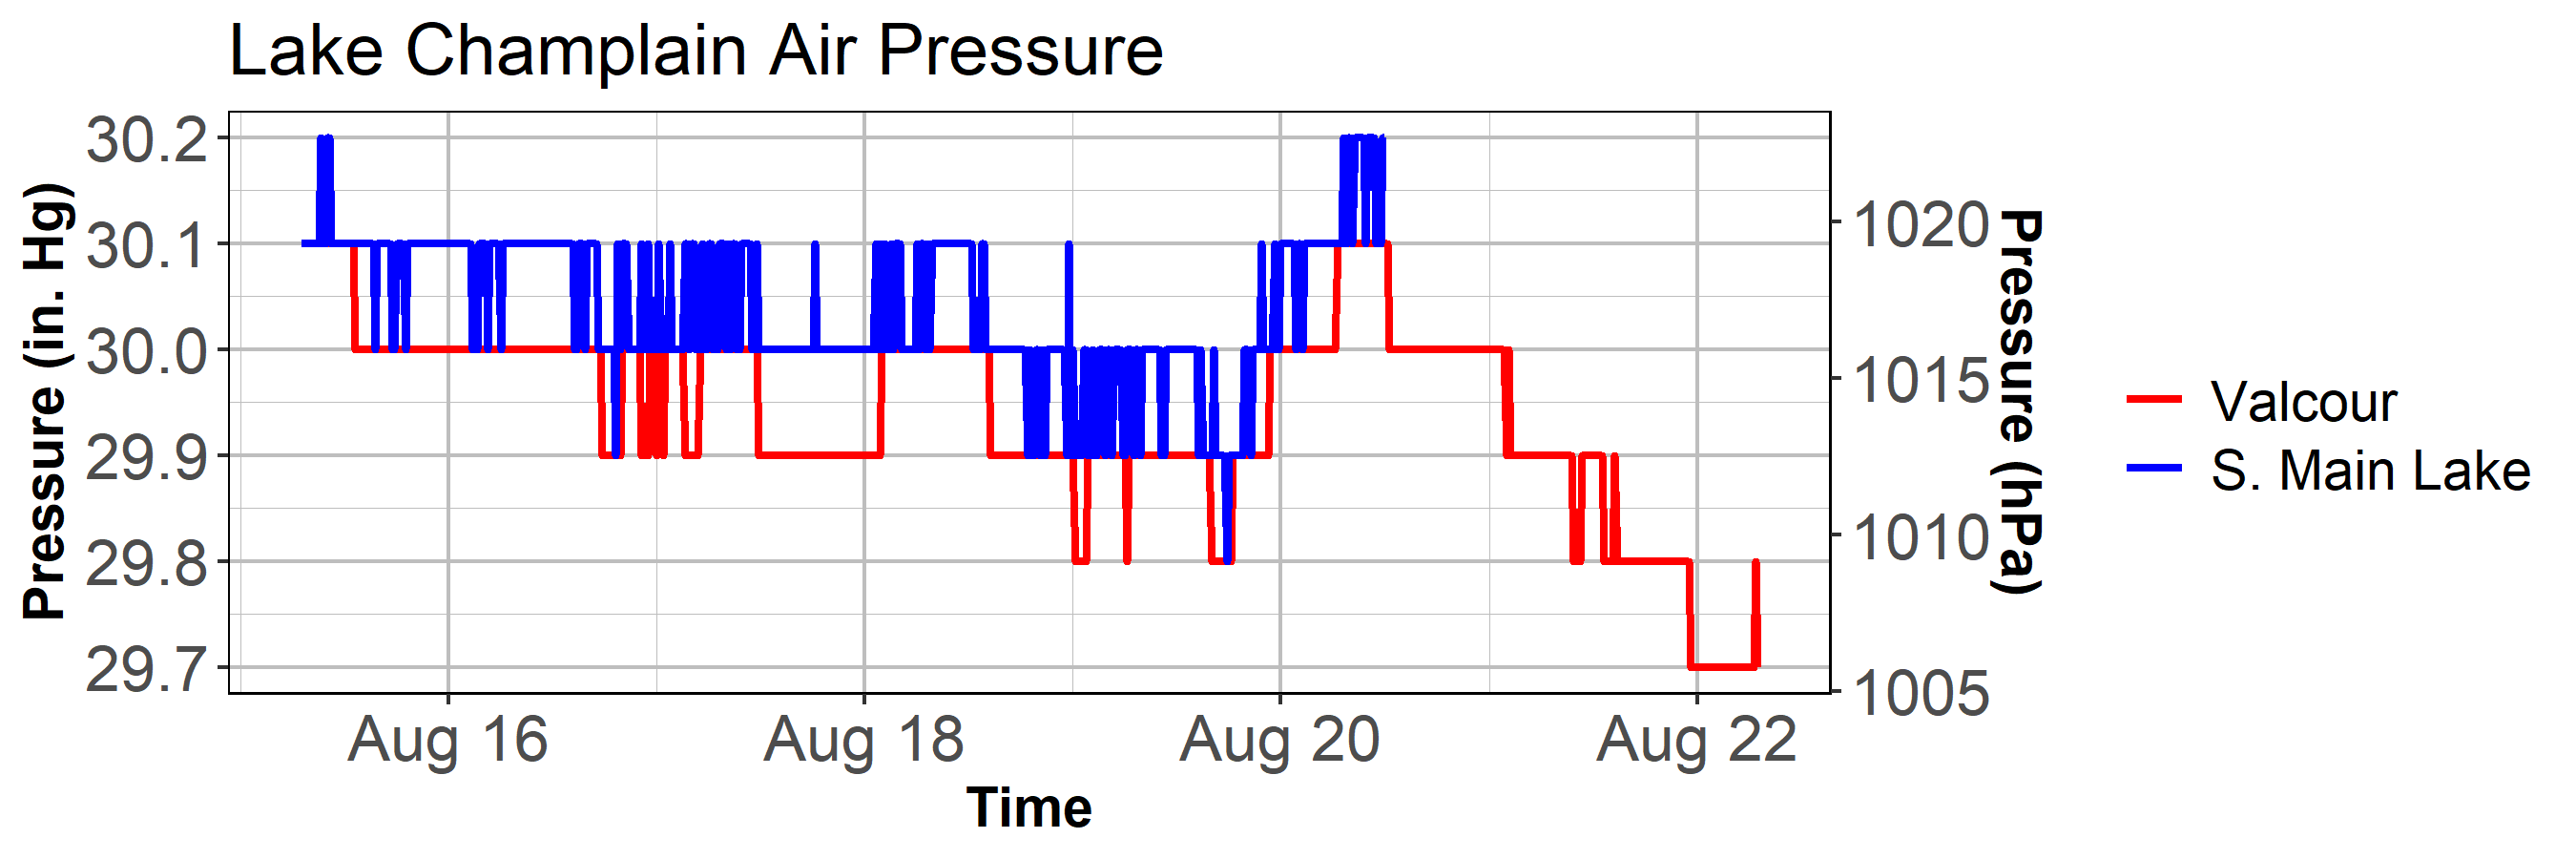 Lake Champlain Air Pressure
Pressure (in. Hg)
30.2
30.1
30.0
29.9
29.8
29.7
1020
1015
1010
1005
Pressure (hPa)
Aug 16
Aug 18
Aug 20
Aug 22
Time
Valcour
S. Main Lake